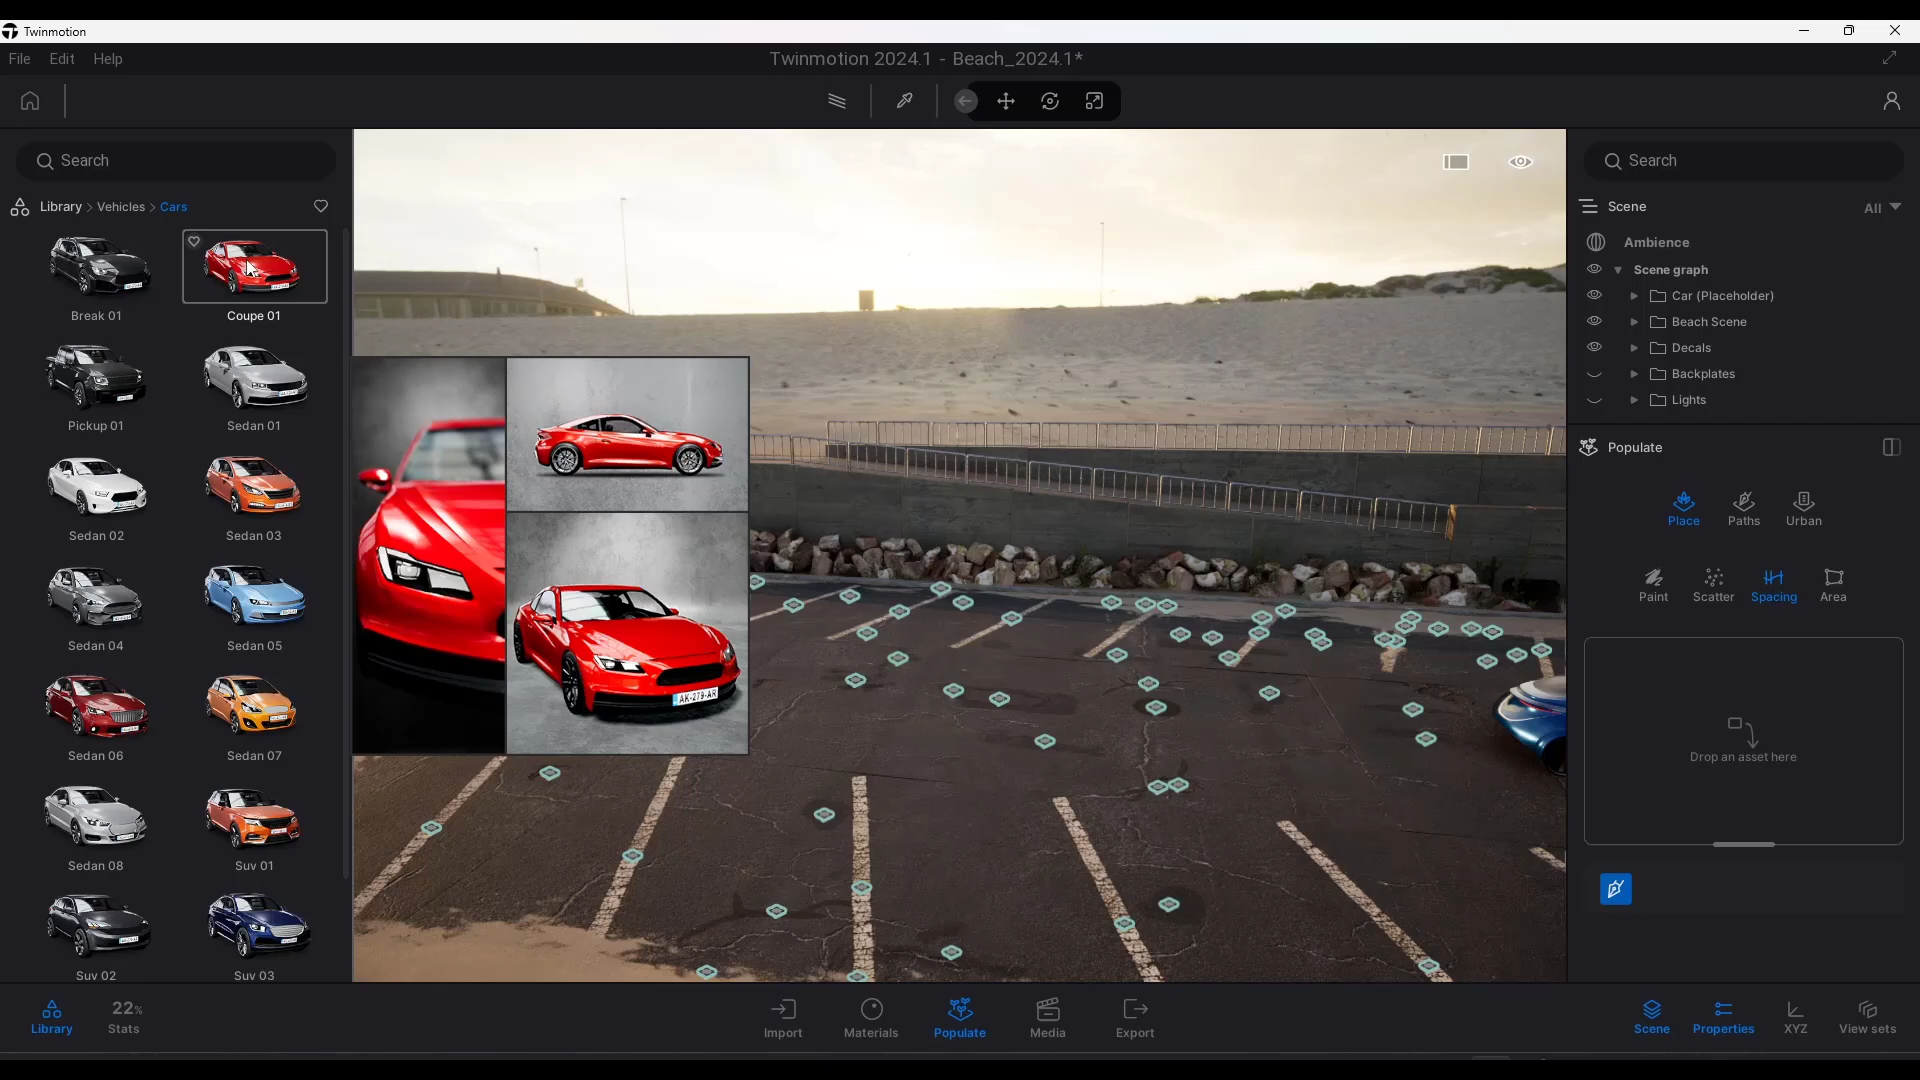 Twinmotion
File Edit Help
Twinmotion 2024.1 - Beach_2024.1*
Search
Library > Vehicles > Cars
Break 01
Coupe 01
Pickup 01
Sedan 01
Sedan 02
Sedan 03
Sedan 04
Sedan 05
Sedan 06
Sedan 07
Sedan 08
Suv 01
Suv 02
Suv 03
AK-279-AR
Search
Scene
All
Ambience
Scene graph
Car (Placeholder)
Beach Scene
Decals
Backplates
Lights
Populate
Place Paths Urban
Paint Scatter Spacing Area
Drop an asset here
22%
Library Stats
Import Materials Populate Media Export
Scene Properties XYZ View sets